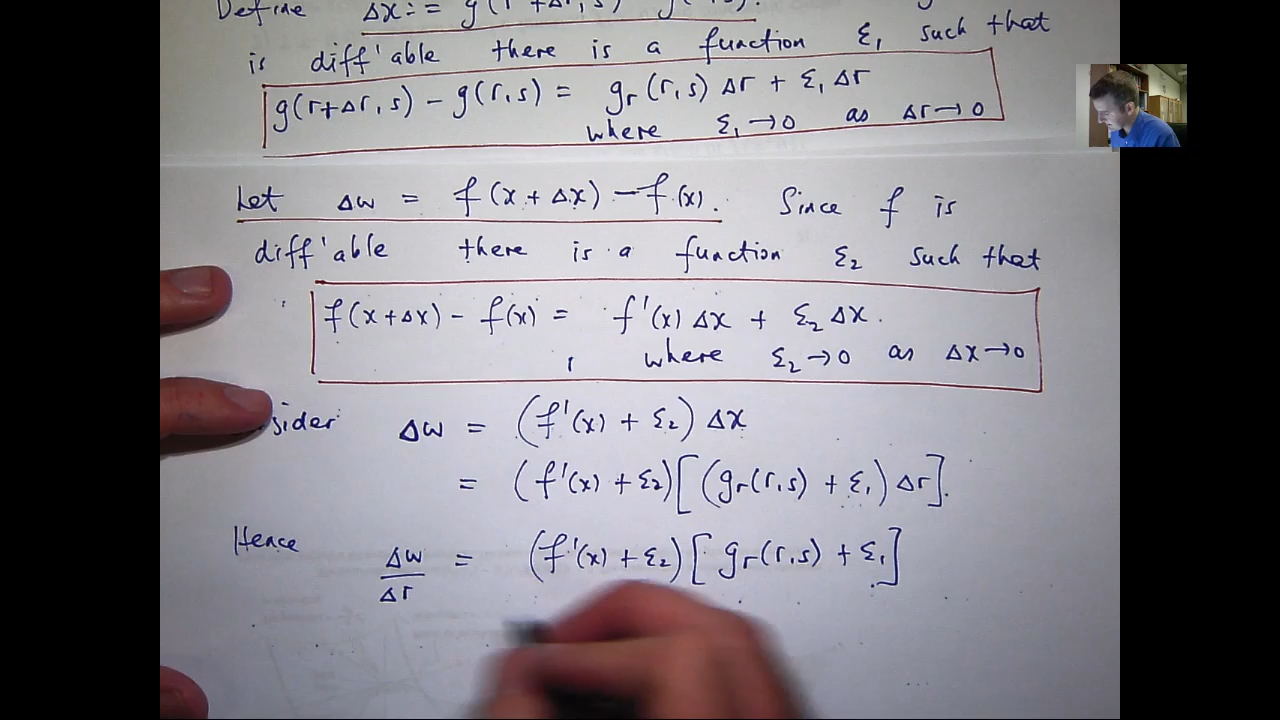 Define Δx := g(r+Δr, s) - g(r,s).
is diff'able there is a function ε₁ such that
g(r+Δr, s) - g(r,s) = gᵣ(r,s) Δr + ε₁ Δr
where ε₁ → 0 as Δr → 0
Let Δw = f(x+Δx) - f(x). Since f is
diff'able there is a function ε₂ such that
f(x+Δx) - f(x) = f'(x) Δx + ε₂ Δx.
where ε₂ → 0 as Δx → 0
sider Δw = (f'(x) + ε₂) Δx
= (f'(x) + ε₂)[(gᵣ(r,s) + ε₁) Δr].
Hence Δw/Δr = (f'(x) + ε₂)[gᵣ(r,s) + ε₁]